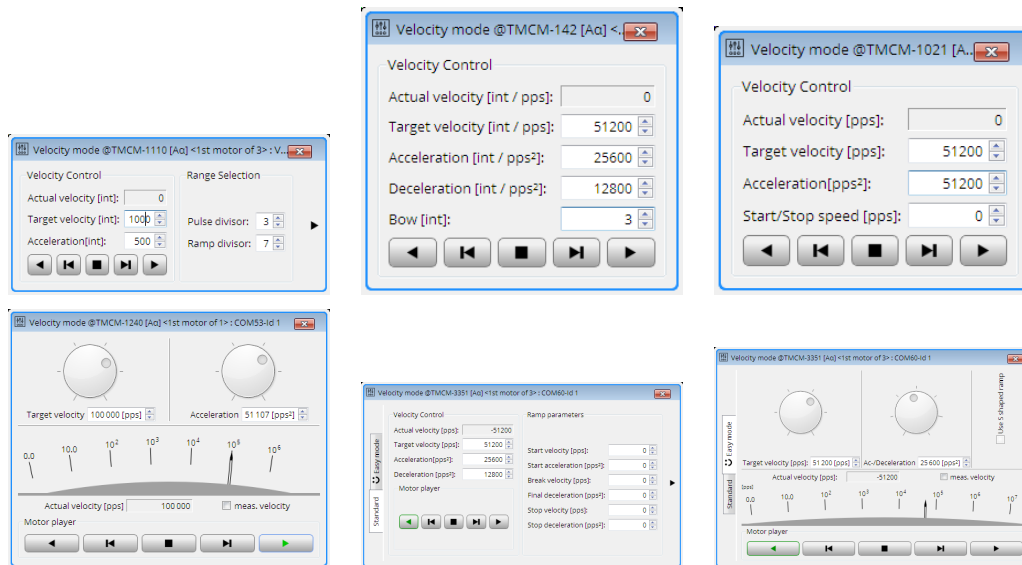 Velocity mode @TMCM-1110 [Aα] <1st motor of 3> : V...
Velocity Control
Range Selection
Actual velocity [int]: 0
Target velocity [int]: 1000
Pulse divisor: 3
Acceleration[int]: 500
Ramp divisor: 7
Velocity mode @TMCM-142 [Aα] <..
Velocity Control
Actual velocity [int / pps]: 0
Target velocity [int / pps]: 51200
Acceleration [int / pps²]: 25600
Deceleration [int / pps²]: 12800
Bow [int]: 3
Velocity mode @TMCM-1021 [A..
Velocity Control
Actual velocity [pps]: 0
Target velocity [pps]: 51200
Acceleration[pps²]: 51200
Start/Stop speed [pps]: 0
Velocity mode @TMCM-1240 [Aα] <1st motor of 1> : COM53-Id 1
Target velocity 100 000 [pps]
Acceleration 51 107 [pps²]
0.0 10.0 10² 10³ 10⁴ 10⁵ 10⁶
Actual velocity [pps] 100 000 meas. velocity
Motor player
Velocity mode @TMCM-3351 [Aα] <1st motor of 3> : COM60-Id 1
Easy mode
Standard
Velocity Control
Actual velocity [pps]: -51200
Target velocity [pps]: 51200
Acceleration[pps²]: 25600
Deceleration [pps²]: 12800
Motor player
Ramp parameters
Start velocity [pps]: 0
Start acceleration [pps²]: 0
Break velocity [pps]: 0
Final deceleration [pps²]: 0
Stop velocity [pps]: 0
Stop deceleration [pps²]: 0
Velocity mode @TMCM-3351 [Aα] <1st motor of 3> : COM60-Id 1
Easy mode
Standard
Use S shaped ramp
Target velocity [pps]: 51 200 [pps]
Ac-/Deceleration 25 600 [pps²]
Actual velocity [pps]: -51200 meas. velocity
[pps]
0.0 10.0 10² 10³ 10⁴ 10⁵ 10⁶ 10⁷
Motor player